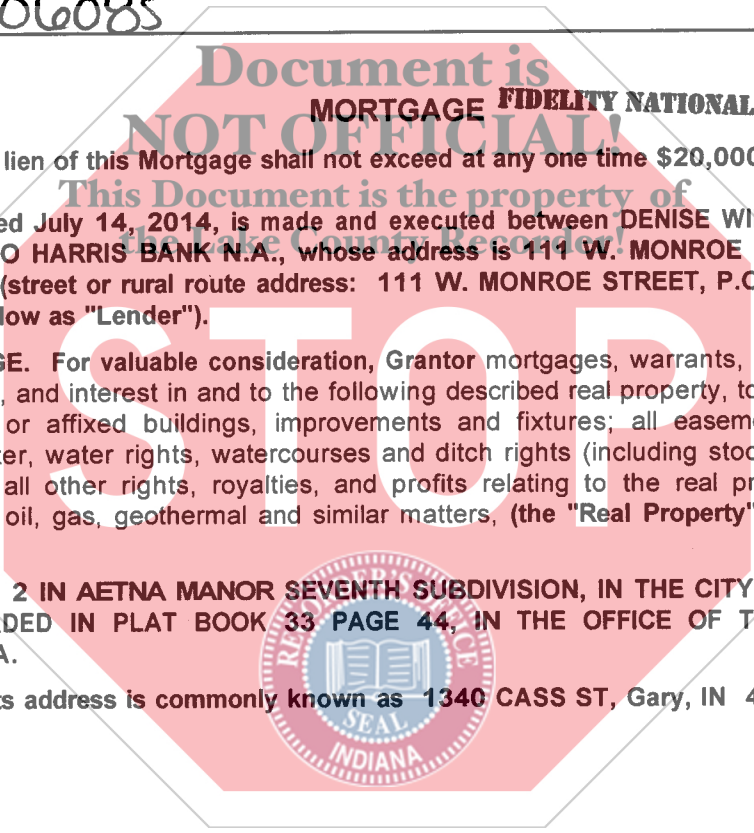 06085
Document is
MORTGAGE FIDELITY NATIONAL
NOT OFFICIAL!
lien of this Mortgage shall not exceed at any one time $20,000
This Document is the property of
ed July 14, 2014, is made and executed between DENISE WI
the Lake County Recorder!
O HARRIS BANK N.A., whose address is 111 W. MONROE
(street or rural route address: 111 W. MONROE STREET, P.O
low as "Lender").
STOP
GE. For valuable consideration, Grantor mortgages, warrants,
, and interest in and to the following described real property, to
or affixed buildings, improvements and fixtures; all easem
ter, water rights, watercourses and ditch rights (including stoc
all other rights, royalties, and profits relating to the real pr
oil, gas, geothermal and similar matters, (the "Real Property"
2 IN AETNA MANOR SEVENTH SUBDIVISION, IN THE CITY
DED IN PLAT BOOK 33 PAGE 44, IN THE OFFICE OF T
A.
ts address is commonly known as 1340 CASS ST, Gary, IN 4
RECORDER'S OFFICE
SEAL
INDIANA